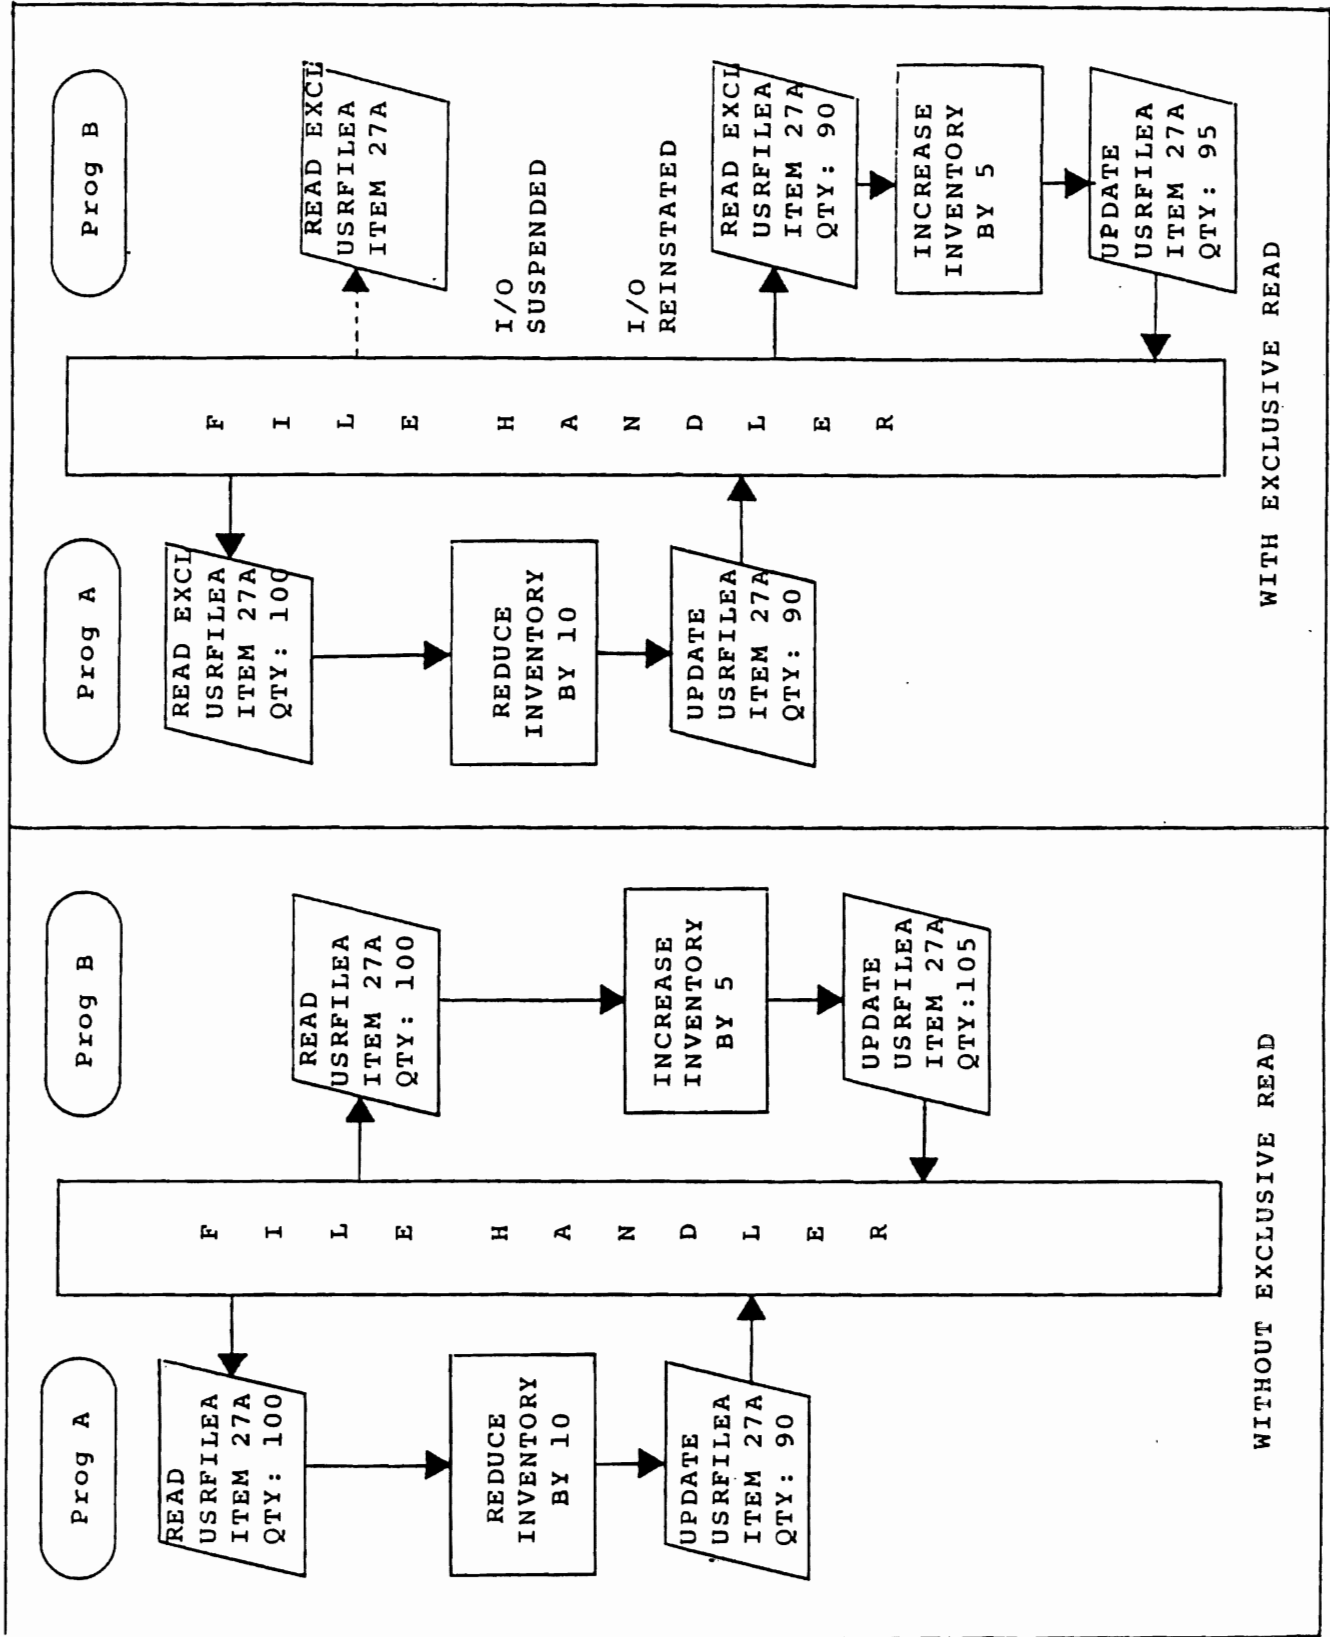 Prog A
READ
USRFILEA
ITEM 27A
QTY: 100
REDUCE
INVENTORY
BY 10
UPDATE
USRFILEA
ITEM 27A
QTY: 90
FILE HANDLER
Prog B
READ
USRFILEA
ITEM 27A
QTY: 100
INCREASE
INVENTORY
BY 5
UPDATE
USRFILEA
ITEM 27A
QTY:105
WITHOUT EXCLUSIVE READ
Prog A
READ EXCL
USRFILEA
ITEM 27A
QTY: 100
REDUCE
INVENTORY
BY 10
UPDATE
USRFILEA
ITEM 27A
QTY: 90
FILE HANDLER
Prog B
READ EXCL
USRFILEA
ITEM 27A
I/O
SUSPENDED
I/O
REINSTATED
READ EXCL
USRFILEA
ITEM 27A
QTY: 90
INCREASE
INVENTORY
BY 5
UPDATE
USRFILEA
ITEM 27A
QTY: 95
WITH EXCLUSIVE READ